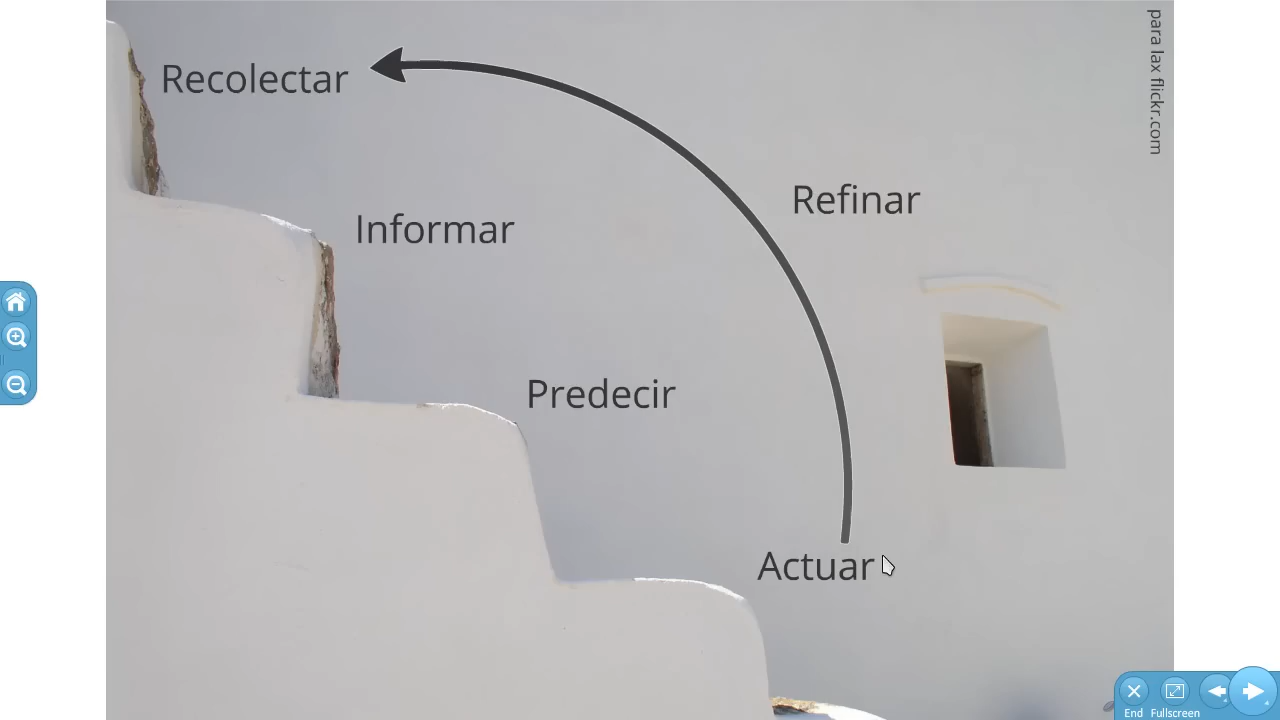 Recolectar
para lax flickr.com
Refinar
Informar
Predecir
Actuar
End Fullscreen